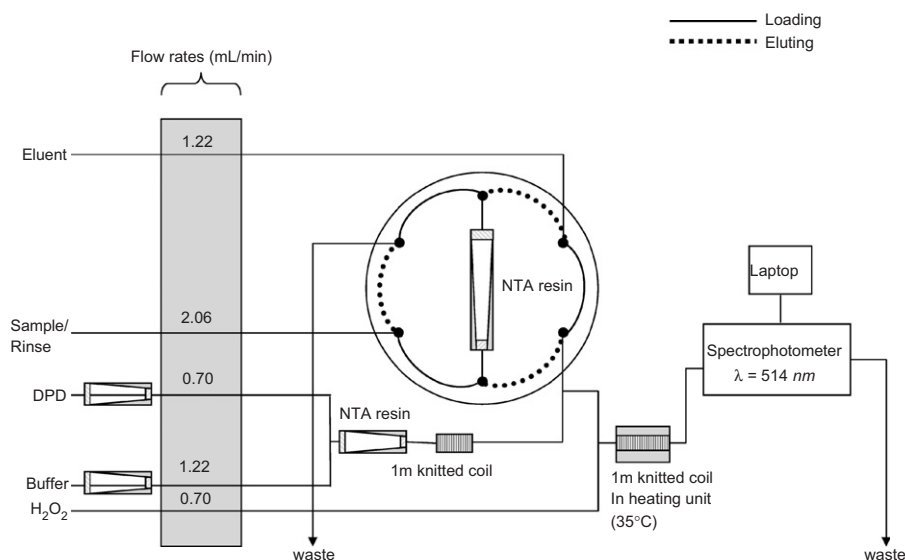 Loading
Eluting
Flow rates (mL/min)
Eluent
1.22
NTA resin
Laptop
Sample/
Rinse
2.06
Spectrophotometer
λ = 514 nm
DPD
0.70
NTA resin
1m knitted coil
Buffer
1.22
H₂O₂
0.70
1m knitted coil
In heating unit
(35°C)
waste
waste